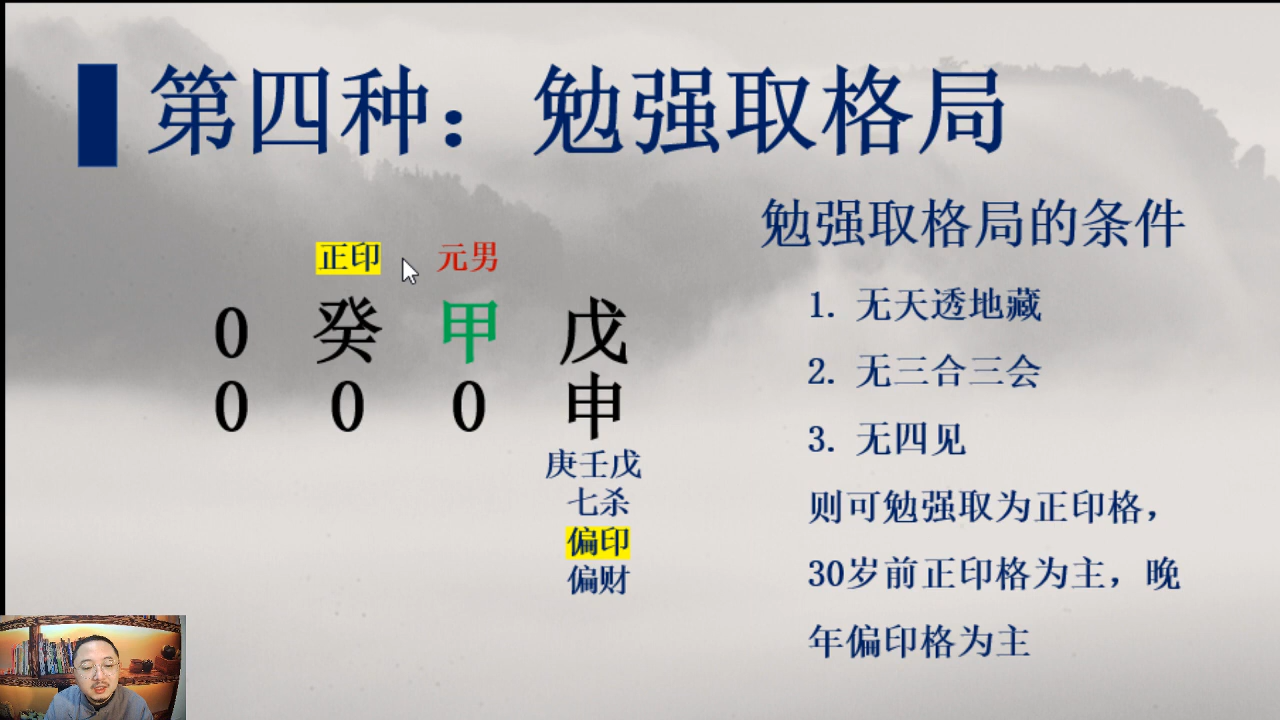 第四种：勉强取格局
勉强取格局的条件
正印 元男
0 癸 甲 戊
0 0 0 申
庚壬戊
七杀
偏印
偏财
1. 无天透地藏
2. 无三合三会
3. 无四见
则可勉强取为正印格，
30岁前正印格为主，晚
年偏印格为主